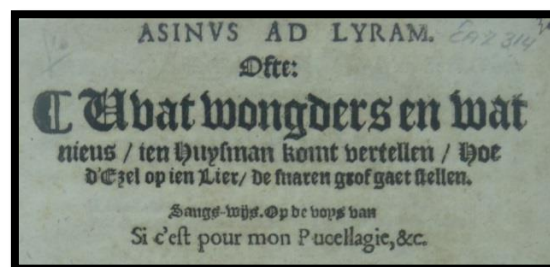 ASINVS AD LYRAM.
Ofte:
Wat wongders en wat
nieus / ien Huysman komt vertellen / Hoe
d'Ezel op ien Lier / de snaren grof gaet stellen.
Sangs-wijs. Op de voys van
Si c'est pour mon Pucellagie, &c.